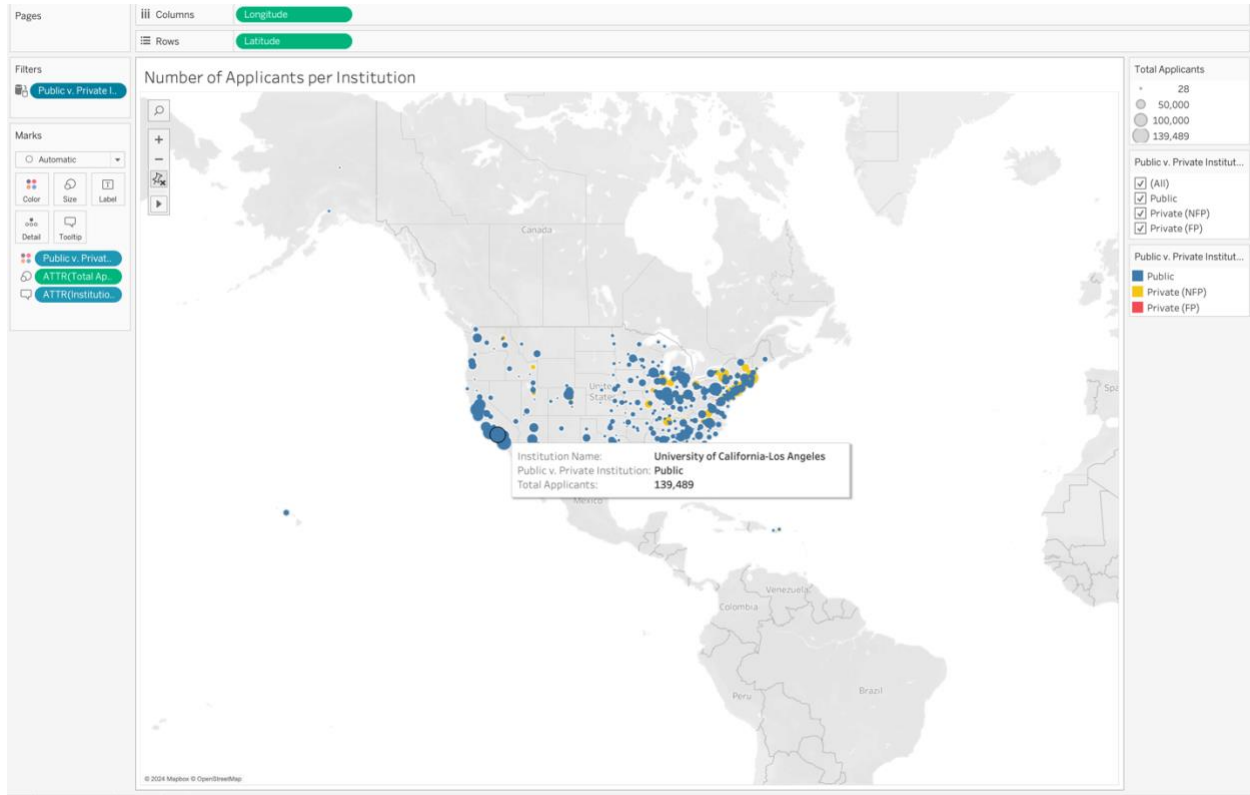 Pages
Columns
Longitude
Rows
Latitude
Filters
Public v. Private I..
Marks
Automatic
Color
Size
Label
Detail
Tooltip
Public v. Privat..
ATTR(Total Ap..
ATTR(Institutio..
Number of Applicants per Institution
Canada
United
States
Institution Name: University of California-Los Angeles
Public v. Private Institution: Public
Total Applicants: 139,489
Mexico
Venezuela
Colombia
Peru
Brazil
Spa
© 2024 Mapbox © OpenStreetMap
Total Applicants
28
50,000
100,000
139,489
Public v. Private Institut...
(All)
Public
Private (NFP)
Private (FP)
Public v. Private Institut...
Public
Private (NFP)
Private (FP)